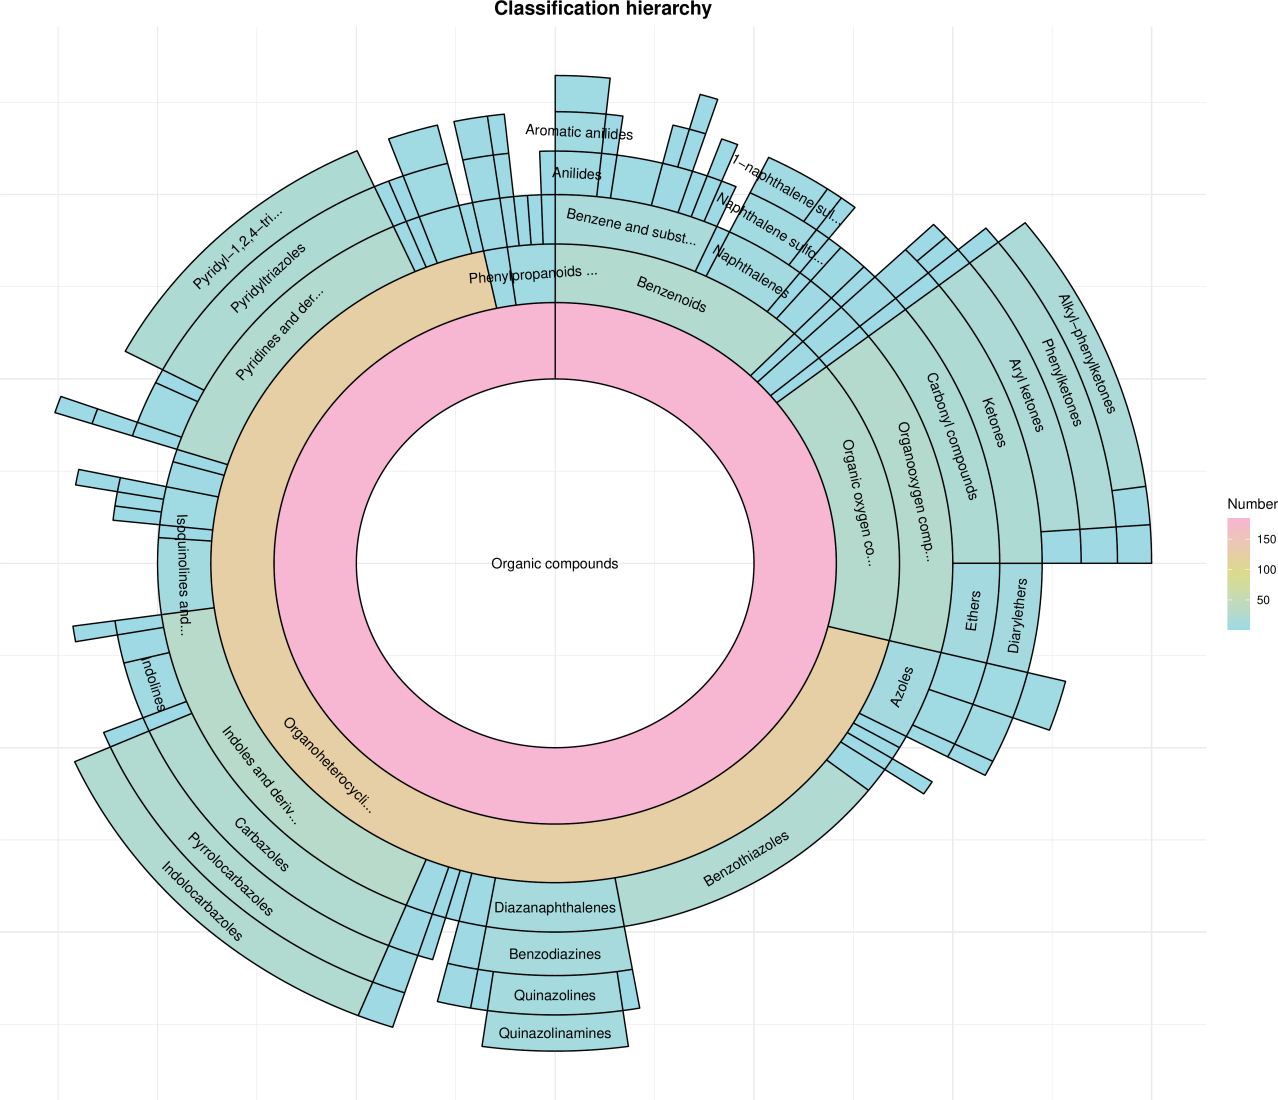 Classification hierarchy
Aromatic anilides
Anilides
1−naphthalene sul...
Naphthalene sulfo...
Benzene and subst...
Naphthalenes
Phenylpropanoids ...
Benzenoids
Pyridyl−1,2,4−tri...
Pyridyltriazoles
Pyridines and der...
Alkyl−phenylketones
Phenylketones
Aryl ketones
Ketones
Carbonyl compounds
Organooxygen comp...
Organic oxygen co...
Organic compounds
Isoquinolines and...
Ethers
Diarylethers
Azoles
Indolines
Organoheterocycli...
Indoles and deriv...
Carbazoles
Pyrrolocarbazoles
Indolocarbazoles
Benzothiazoles
Diazanaphthalenes
Benzodiazines
Quinazolines
Quinazolinamines
Number
150
100
50